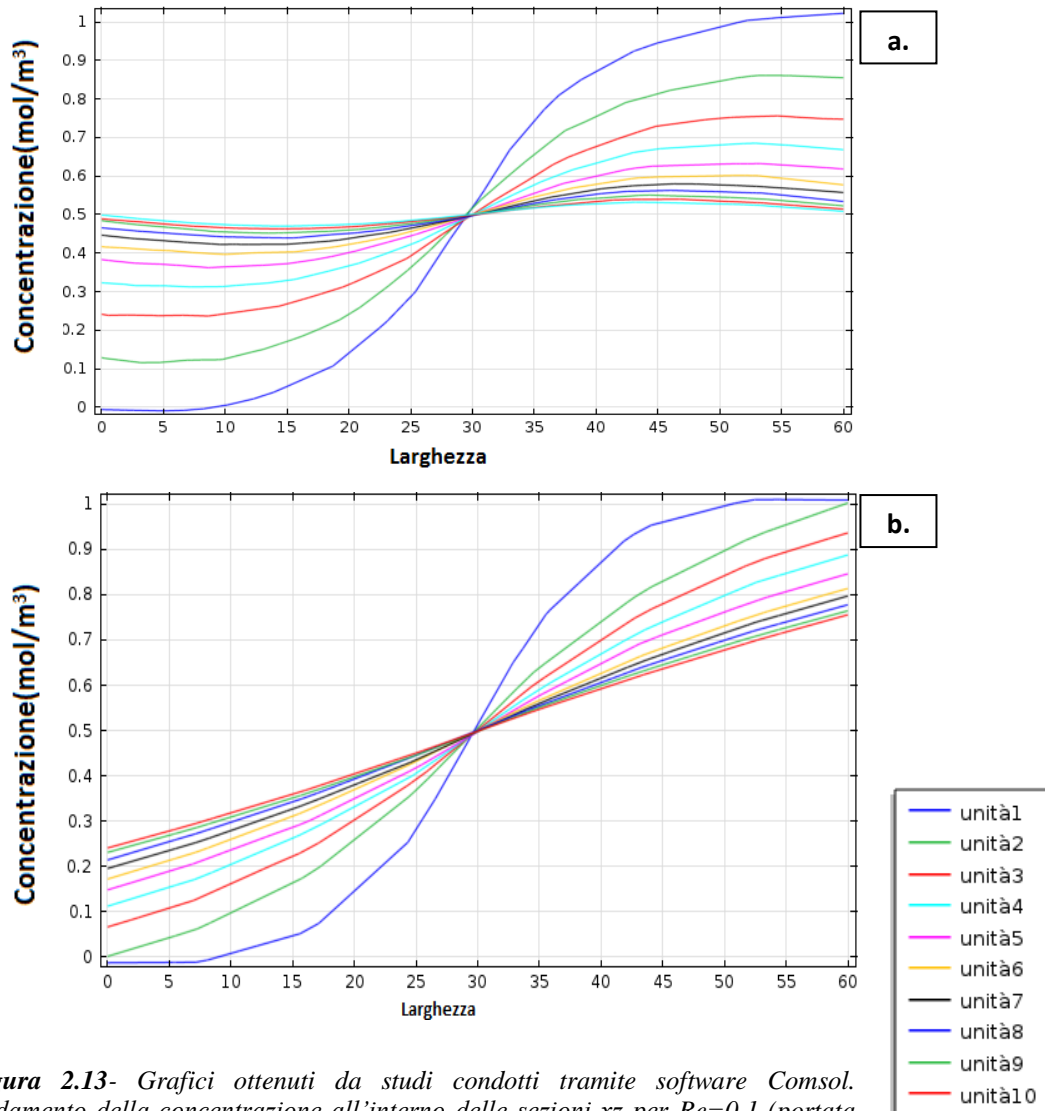 a.
Concentrazione(mol/m³)
1
0.9
0.8
0.7
0.6
0.5
0.4
0.3
0.2
0.1
0
0 5 10 15 20 25 30 35 40 45 50 55 60
Larghezza
b.
Concentrazione(mol/m³)
1
0.9
0.8
0.7
0.6
0.5
0.4
0.3
0.2
0.1
0
0 5 10 15 20 25 30 35 40 45 50 55 60
Larghezza
unità1
unità2
unità3
unità4
unità5
unità6
unità7
unità8
unità9
unità10
gura 2.13- Grafici ottenuti da studi condotti tramite software Comsol.
damento della concentrazione all'interno delle sezioni xz per Re=0.1 (portata